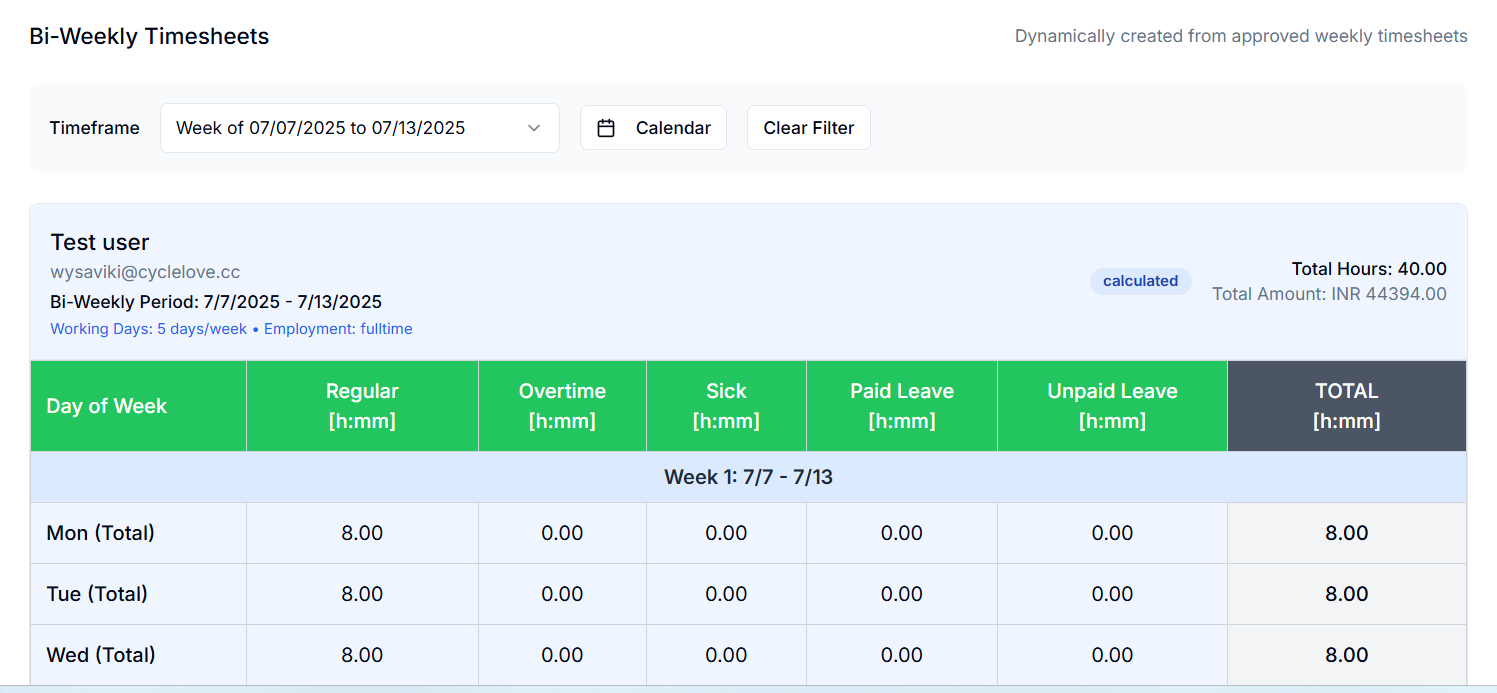 Bi-Weekly Timesheets
Dynamically created from approved weekly timesheets
Timeframe
Week of 07/07/2025 to 07/13/2025
Calendar
Clear Filter
Test user
wysaviki@cyclelove.cc
Bi-Weekly Period: 7/7/2025 - 7/13/2025
Working Days: 5 days/week • Employment: fulltime
calculated
Total Hours: 40.00
Total Amount: INR 44394.00
Day of Week
Regular
[h:mm]
Overtime
[h:mm]
Sick
[h:mm]
Paid Leave
[h:mm]
Unpaid Leave
[h:mm]
TOTAL
[h:mm]
Week 1: 7/7 - 7/13
Mon (Total) 8.00 0.00 0.00 0.00 0.00 8.00
Tue (Total) 8.00 0.00 0.00 0.00 0.00 8.00
Wed (Total) 8.00 0.00 0.00 0.00 0.00 8.00